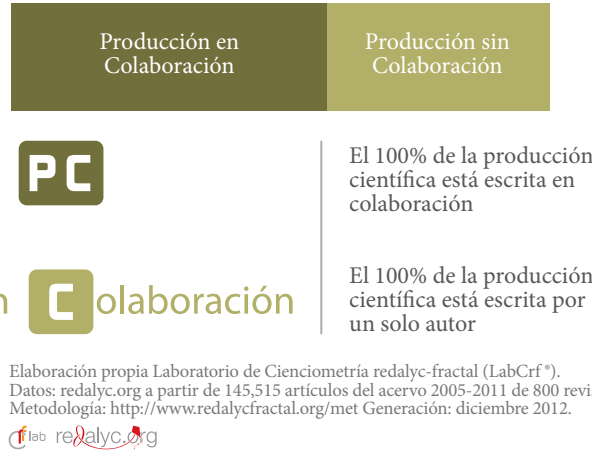 Producción en Producción sin
Colaboración Colaboración
PC
El 100% de la producción
científica está escrita en
colaboración
n Colaboración
El 100% de la producción
científica está escrita por
un solo autor
Elaboración propia Laboratorio de Cienciometría redalyc-fractal (LabCrf ®).
Datos: redalyc.org a partir de 145,515 artículos del acervo 2005-2011 de 800 revi
Metodología: http://www.redalycfractal.org/met Generación: diciembre 2012.
lab redalyc.org